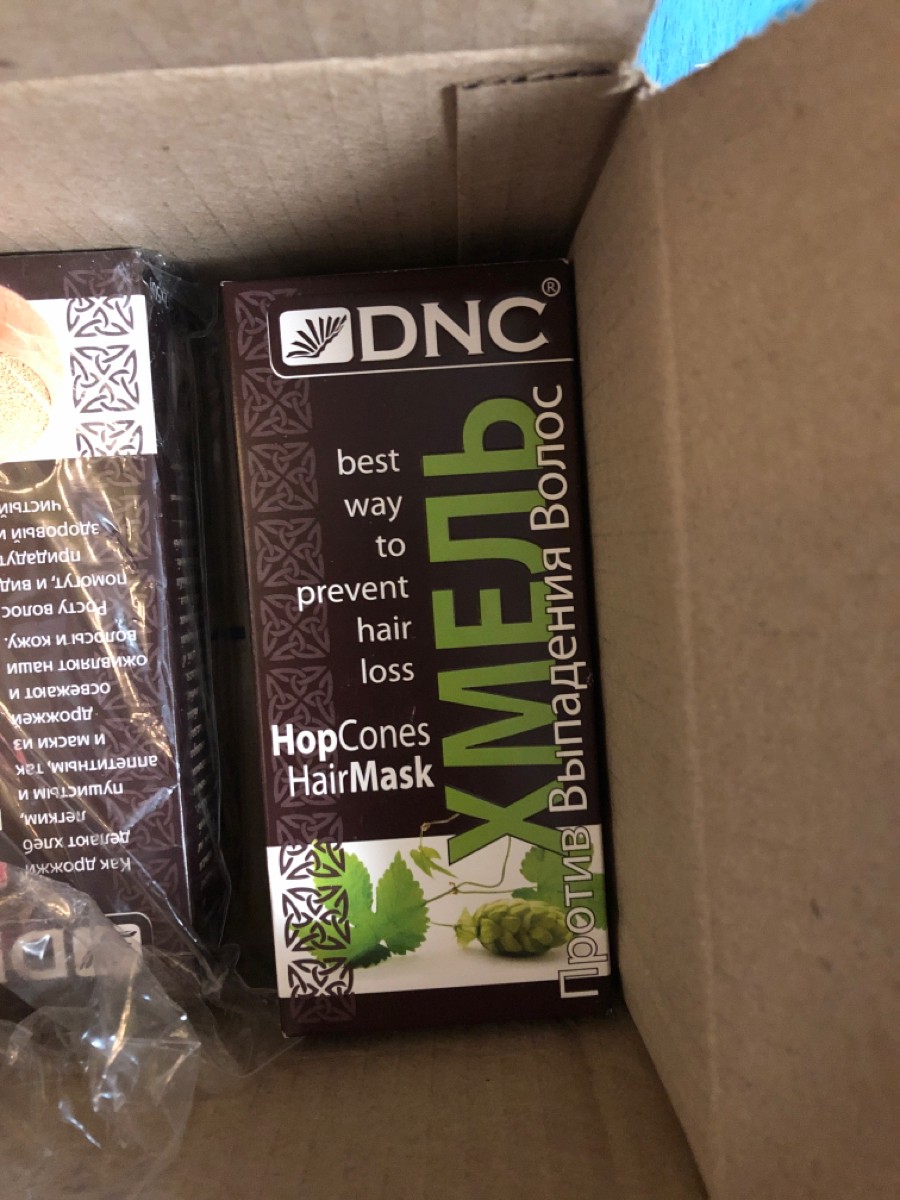 DNC®
best
way
to
prevent
hair
loss
HopCones
HairMask
ХМЕЛЬ
Против Выпадения Волос
Как дрожжи
делают хлеб
легким,
пушистым и
аппетитным, так
и маски из
дрожжей
освежают и
оживляют наши
волосы и кожу.
Росту волос
помогут, и вид
придадут
здоровый и
чистый